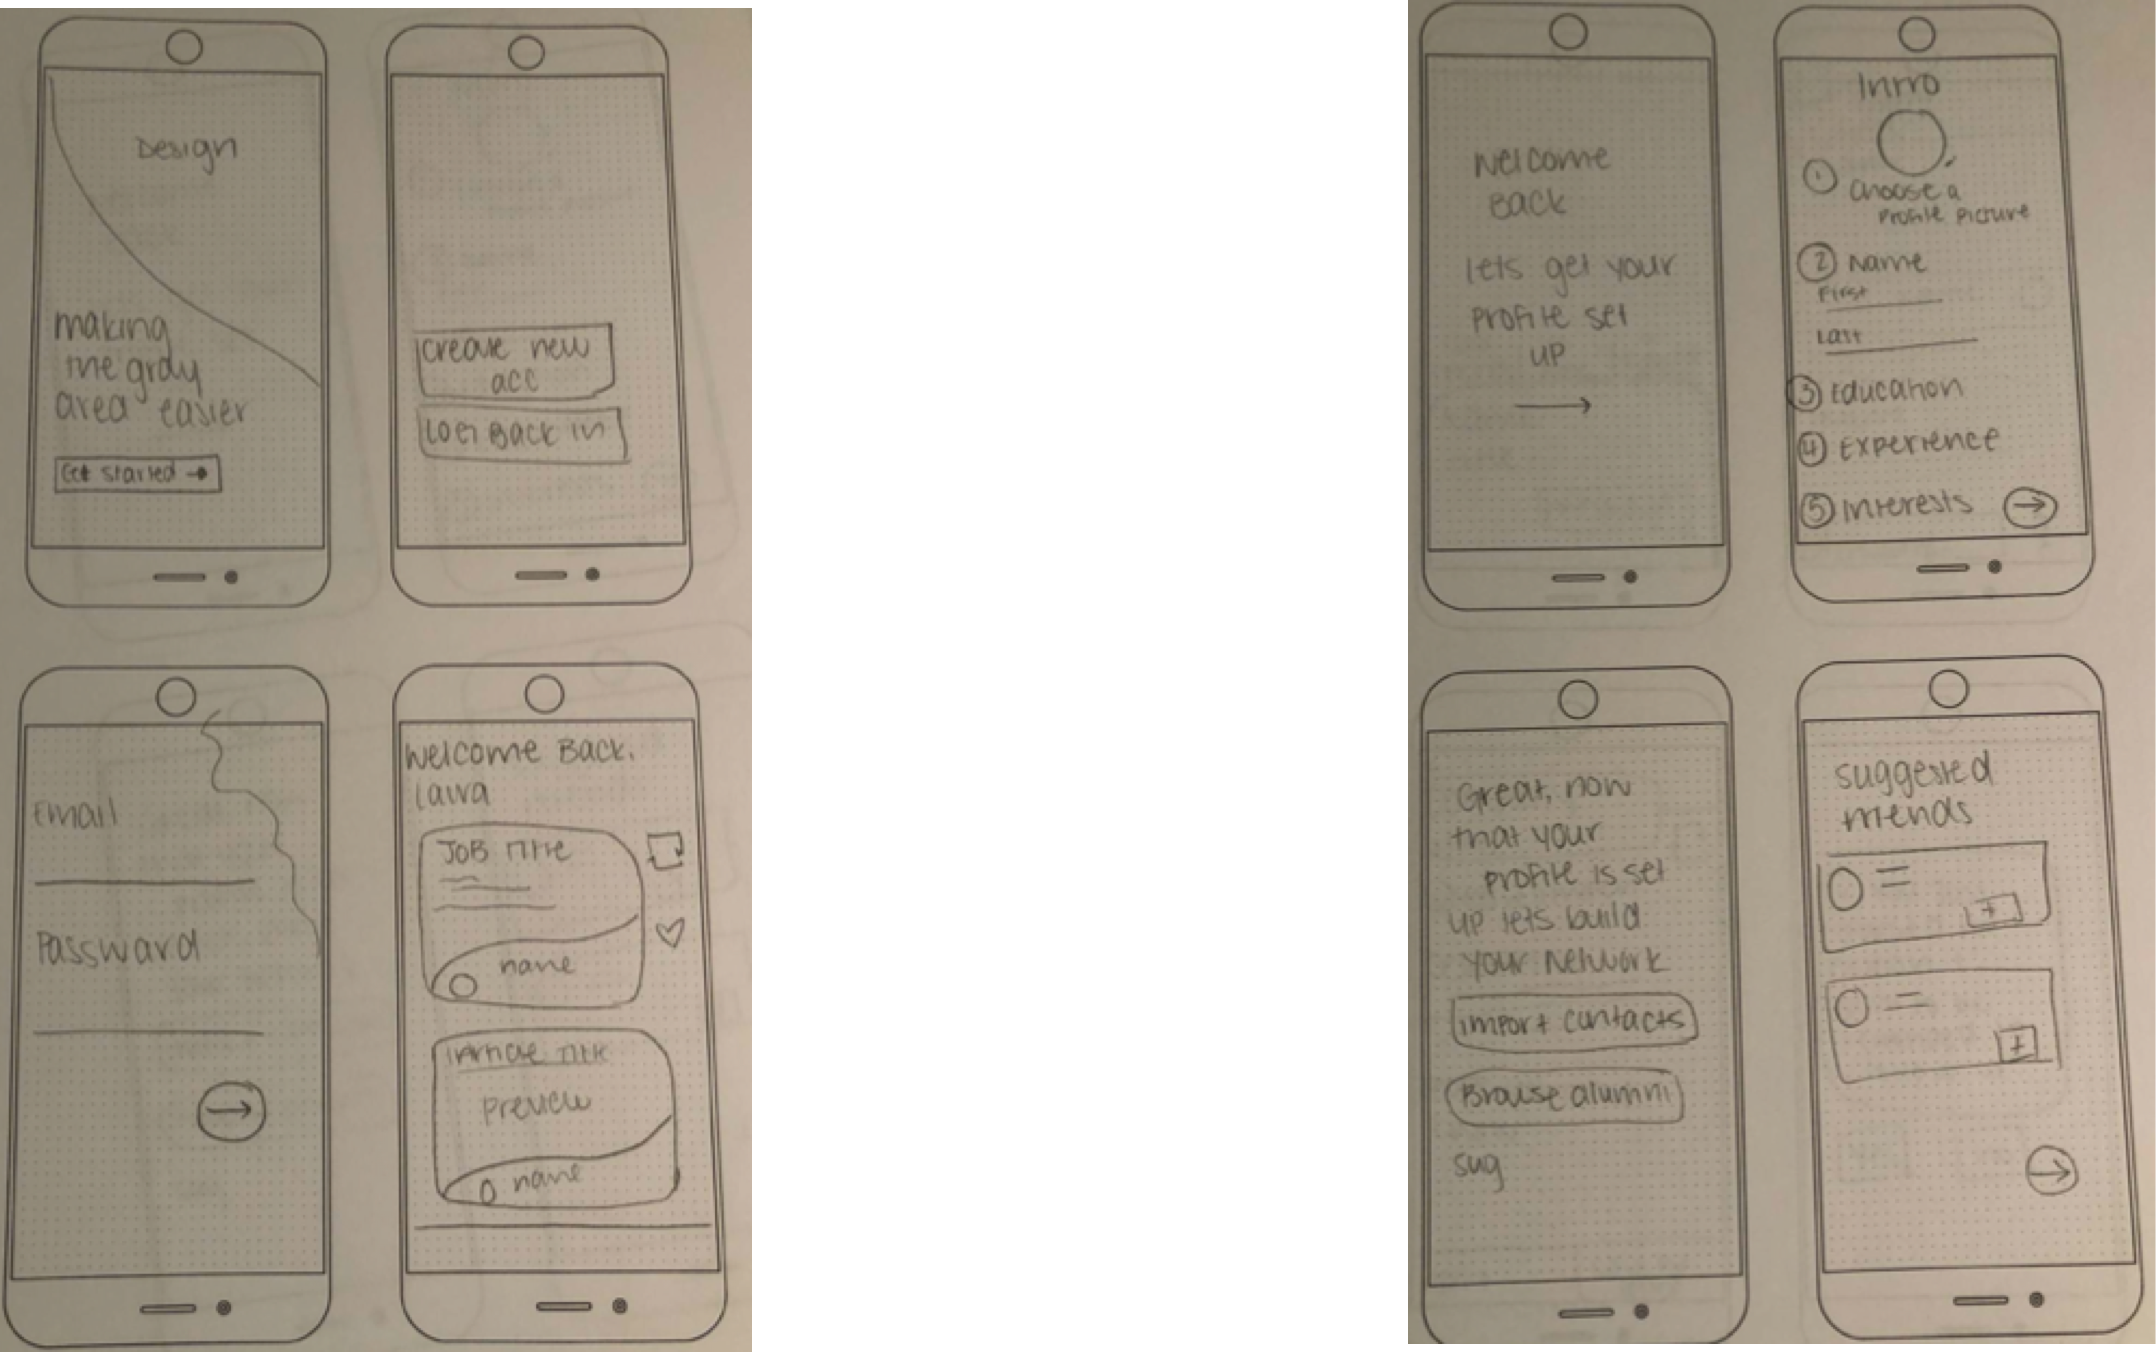 Design
making
the gray
area easier
Get started →
create new
acc
Log Back in
Email
Password
→
Welcome Back,
Laura
JOB Title
name
Article Title
Preview
name
Welcome
Back
lets get your
profile set
up
→
Intro
1 Choose a
Profile Picture
2 Name
First
Last
3 Education
4 Experience
5 Interests →
Great, now
that your
profile is set
up lets build
your network
import contacts
Browse alumni
sug
suggested
friends
+
+
→